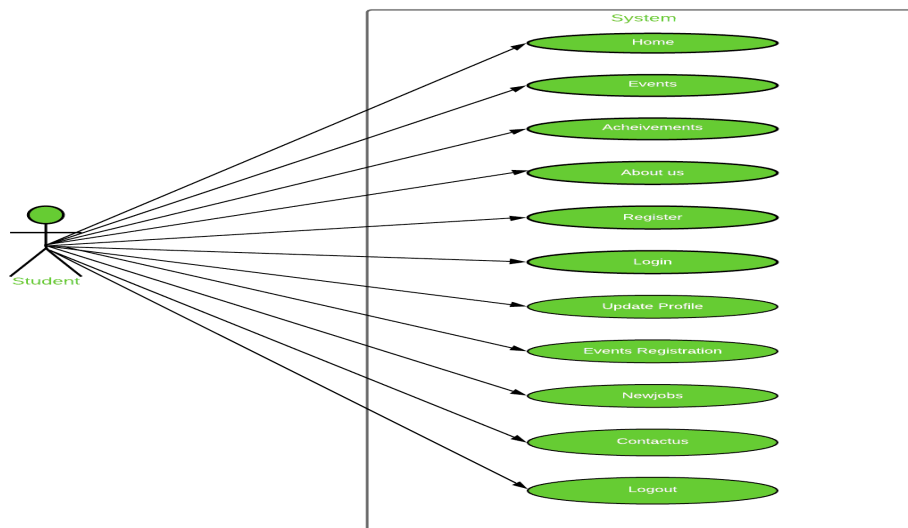 System
Home
Events
Acheivements
About us
Register
Student
Login
Update Profile
Events Registration
Newjobs
Contactus
Logout